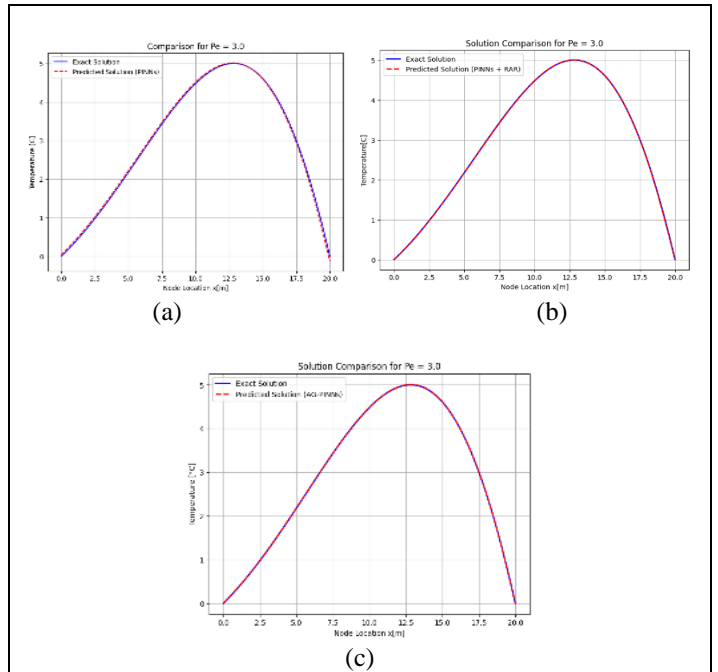 Comparison for Pe = 3.0
Exact Solution
Predicted Solution (PINNs)
Temperature [C]
5
4
3
2
1
0
0.0 2.5 5.0 7.5 10.0 12.5 15.0 17.5 20.0
Node Location x[m]
(a)
Solution Comparison for Pe = 3.0
Exact Solution
Predicted Solution (PINNs + RAR)
Temperature[C]
5
4
3
2
1
0
0.0 2.5 5.0 7.5 10.0 12.5 15.0 17.5 20.0
Node Location x[m]
(b)
Solution Comparison for Pe = 3.0
Exact Solution
Predicted Solution (AG-PINNs)
Temperature [°C]
5
4
3
2
1
0
0.0 2.5 5.0 7.5 10.0 12.5 15.0 17.5 20.0
Node Location x[m]
(c)